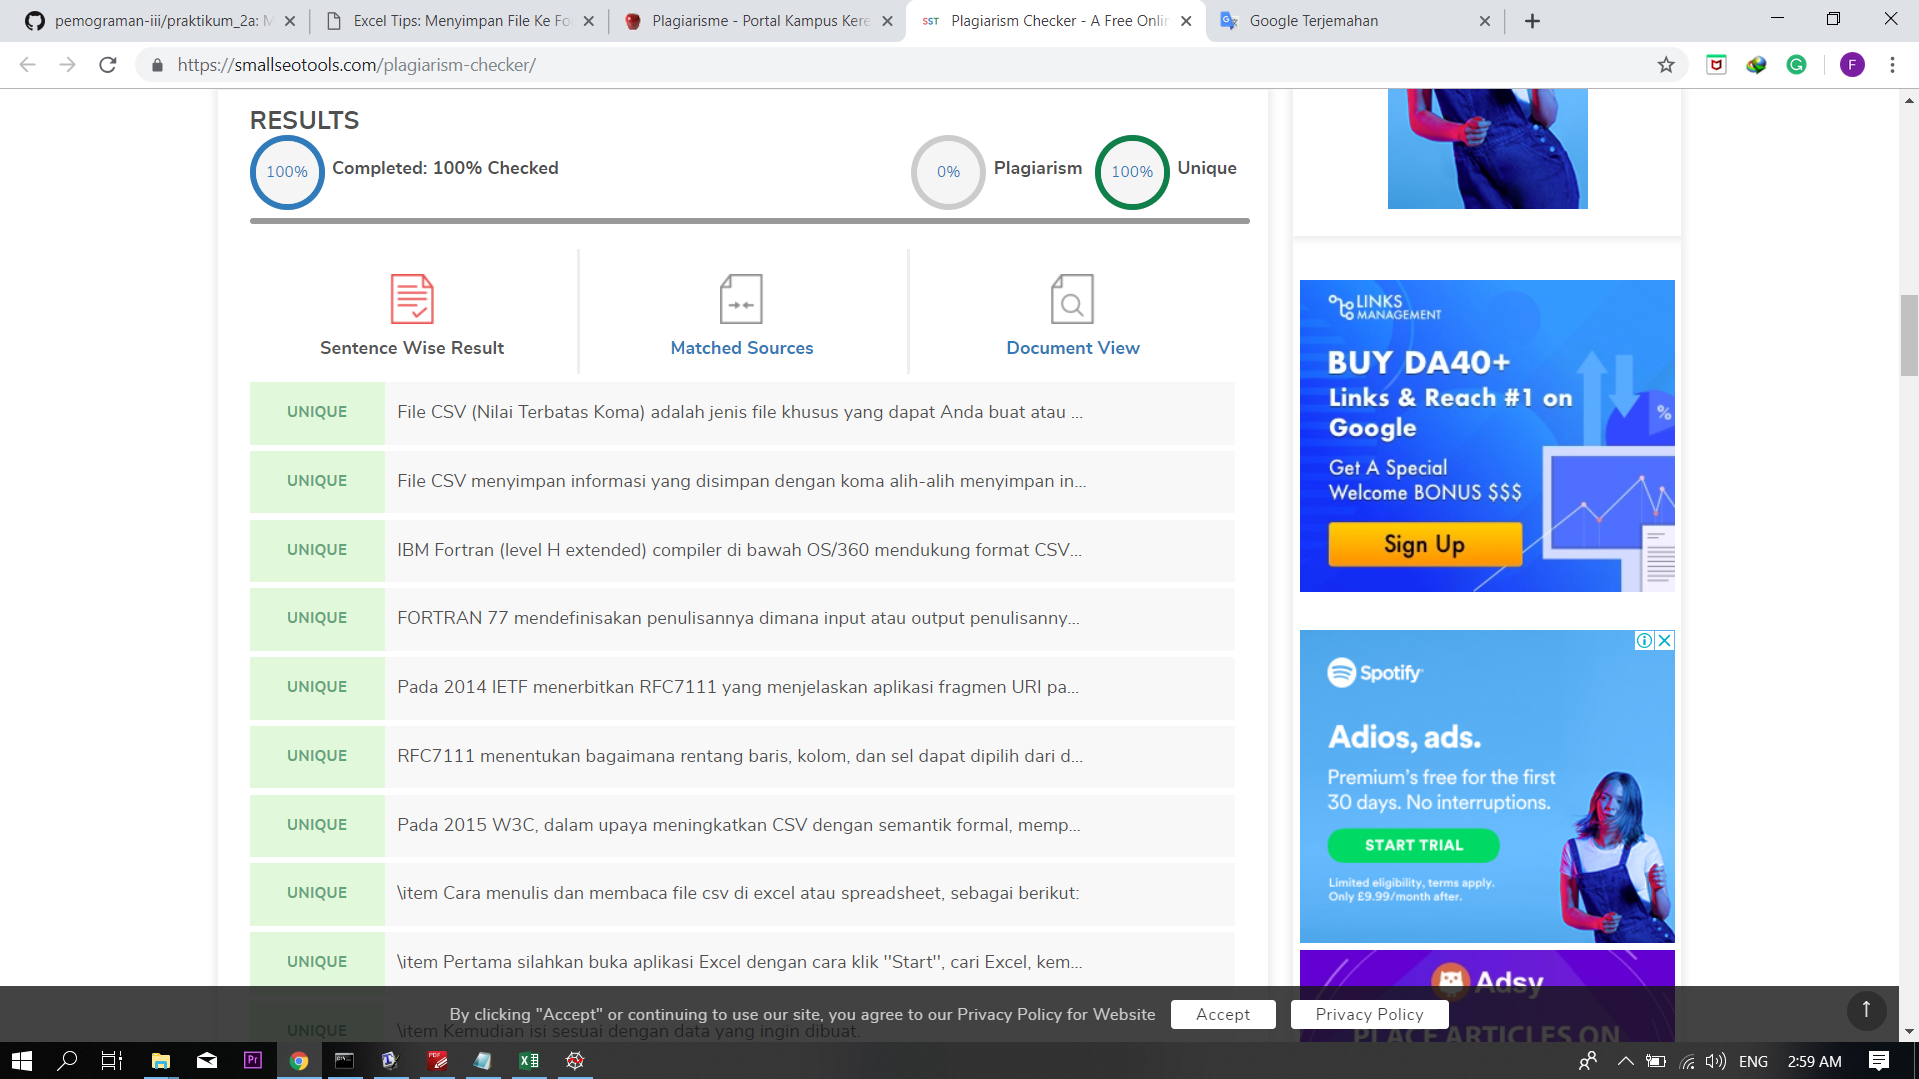 pemograman-iii/praktikum_2a: M
Excel Tips: Menyimpan File Ke Fo
Plagiarisme - Portal Kampus Kere
SST
Plagiarism Checker - A Free Onlin
Google Terjemahan
https://smallseotools.com/plagiarism-checker/
F
RESULTS
100%
Completed: 100% Checked
0%
Plagiarism
100%
Unique
Sentence Wise Result
Matched Sources
Document View
UNIQUE
File CSV (Nilai Terbatas Koma) adalah jenis file khusus yang dapat Anda buat atau ...
UNIQUE
File CSV menyimpan informasi yang disimpan dengan koma alih-alih menyimpan in...
UNIQUE
IBM Fortran (level H extended) compiler di bawah OS/360 mendukung format CSV...
UNIQUE
FORTRAN 77 mendefinisakan penulisannya dimana input atau output penulisanny...
UNIQUE
Pada 2014 IETF menerbitkan RFC7111 yang menjelaskan aplikasi fragmen URI pa...
UNIQUE
RFC7111 menentukan bagaimana rentang baris, kolom, dan sel dapat dipilih dari d...
UNIQUE
Pada 2015 W3C, dalam upaya meningkatkan CSV dengan semantik formal, memp...
UNIQUE
\item Cara menulis dan membaca file csv di excel atau spreadsheet, sebagai berikut:
UNIQUE
\item Pertama silahkan buka aplikasi Excel dengan cara klik "Start", cari Excel, kem...
UNIQUE
\item Kemudian isi sesuai dengan data yang ingin dibuat.
LINKS
MANAGEMENT
BUY DA40+
Links & Reach #1 on
Google
Get A Special
Welcome BONUS $$$
Sign Up
%
Spotify
Adios, ads.
Premium's free for the first
30 days. No interruptions.
START TRIAL
Limited eligibility, terms apply.
Only £9.99/month after.
Adsy
PLACE ARTICLES ON
By clicking "Accept" or continuing to use our site, you agree to our Privacy Policy for Website
Accept
Privacy Policy
Pr
PDF
ENG
2:59 AM